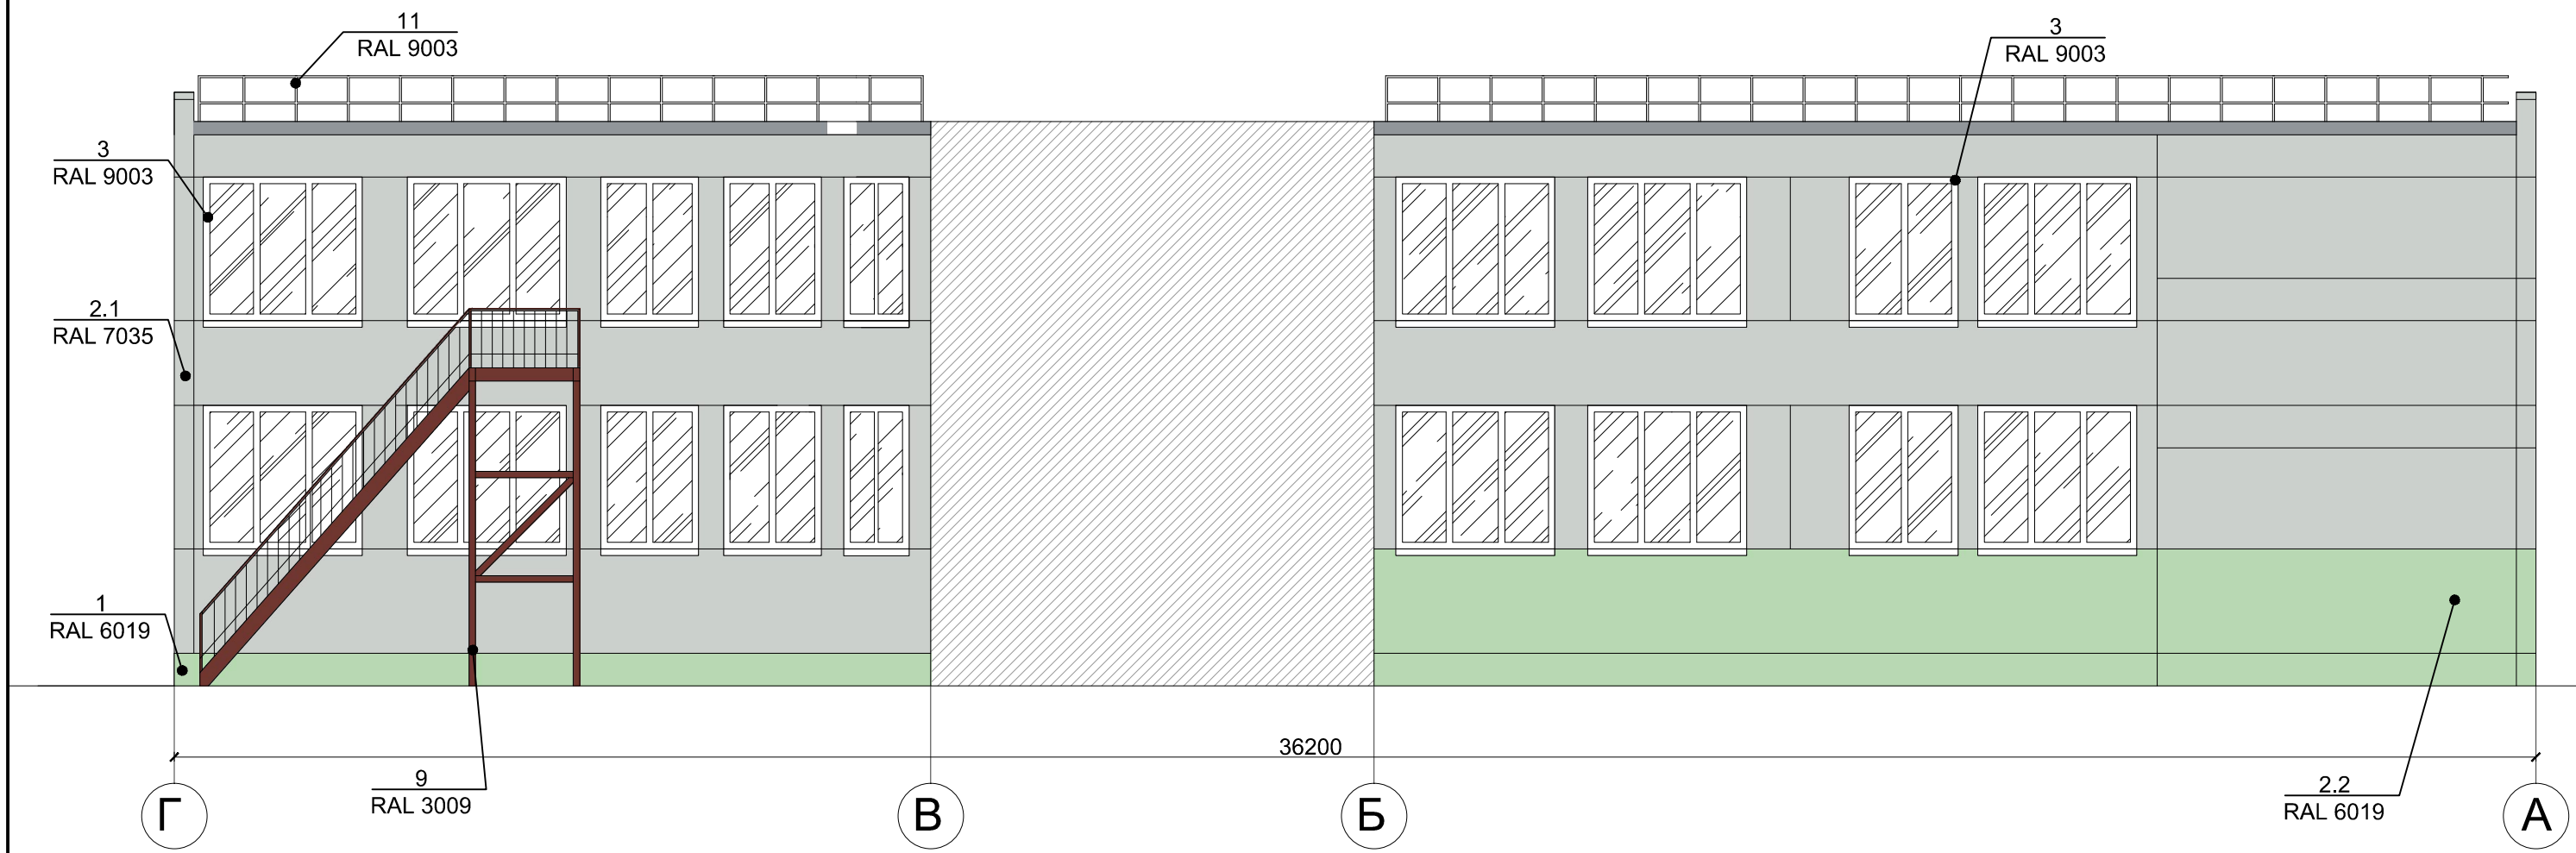 11
RAL 9003
3
RAL 9003
3
RAL 9003
2.1
RAL 7035
1
RAL 6019
36200
9
RAL 3009
2.2
RAL 6019
Г
В
Б
А